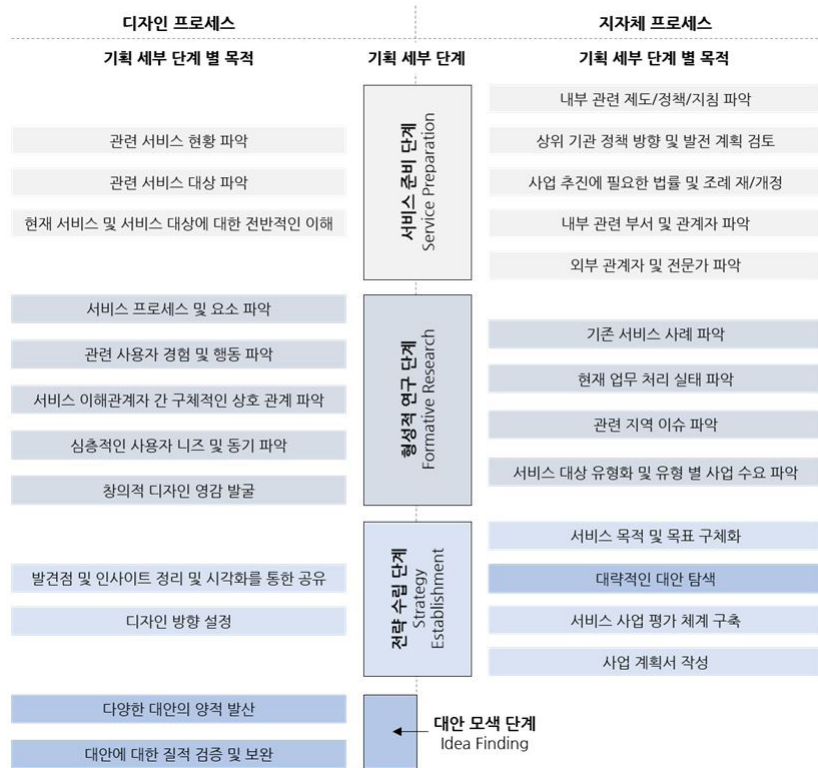 디자인 프로세스
지자체 프로세스
기획 세부 단계 별 목적
기획 세부 단계
기획 세부 단계 별 목적
관련 서비스 현황 파악
관련 서비스 대상 파악
현재 서비스 및 서비스 대상에 대한 전반적인 이해
서비스 준비 단계
Service Preparation
내부 관련 제도/정책/지침 파악
상위 기관 정책 방향 및 발전 계획 검토
사업 추진에 필요한 법률 및 조례 재/개정
내부 관련 부서 및 관계자 파악
외부 관계자 및 전문가 파악
서비스 프로세스 및 요소 파악
관련 사용자 경험 및 행동 파악
서비스 이해관계자 간 구체적인 상호 관계 파악
심층적인 사용자 니즈 및 동기 파악
창의적 디자인 영감 발굴
형성적 연구 단계
Formative Research
기존 서비스 사례 파악
현재 업무 처리 실태 파악
관련 지역 이슈 파악
서비스 대상 유형화 및 유형 별 사업 수요 파악
발견점 및 인사이트 정리 및 시각화를 통한 공유
디자인 방향 설정
전략 수립 단계
Strategy
Establishment
서비스 목적 및 목표 구체화
대략적인 대안 탐색
서비스 사업 평가 체계 구축
사업 계획서 작성
다양한 대안의 양적 발산
대안에 대한 질적 검증 및 보완
대안 모색 단계
Idea Finding